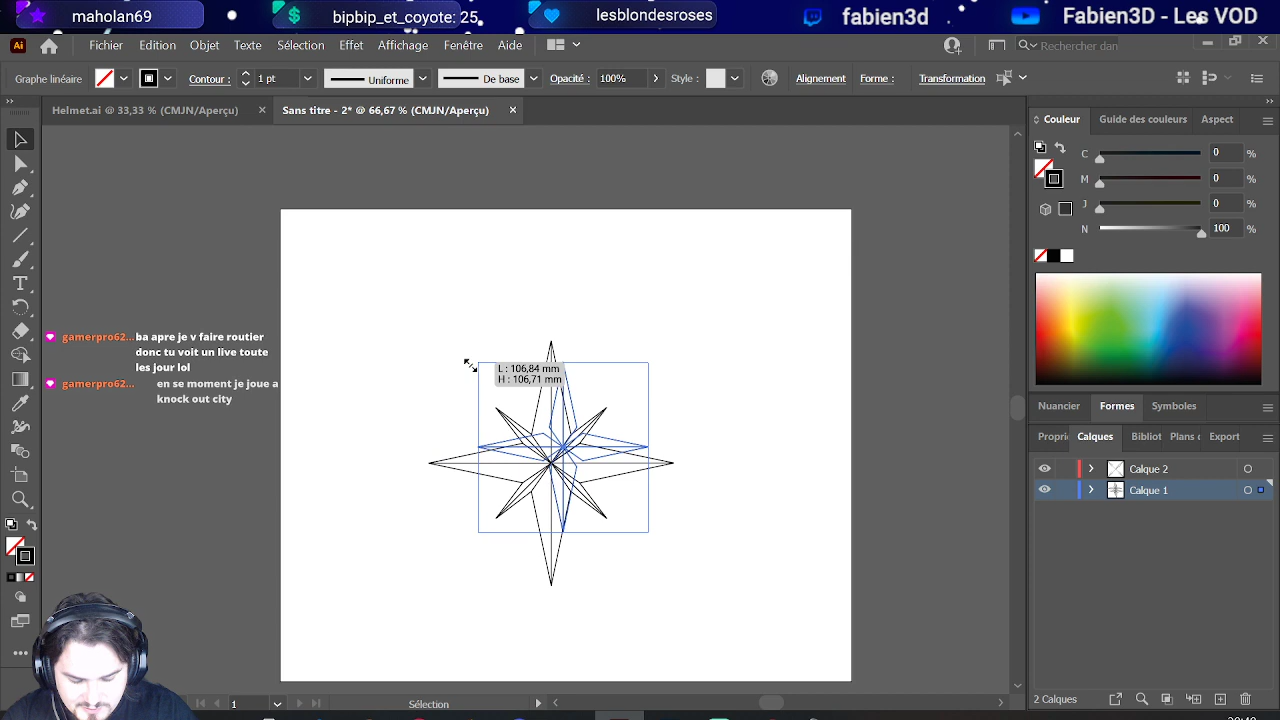 maholan69
bipbip_et_coyote: 25
lesblondesroses
fabien3d
Fabien3D - Les VOD
Ai
Fichier
Edition
Objet
Texte
Sélection
Effet
Affichage
Fenêtre
Aide
Rechercher dan
Graphe linéaire
Contour :
1 pt
Uniforme
De base
Opacité :
100%
Style :
Alignement
Forme :
Transformation
Helmet.ai @ 33,33 % (CMJN/Aperçu)
Sans titre - 2* @ 66,67 % (CMJN/Aperçu)
Couleur
Guide des couleurs
Aspect
C
0
%
M
0
%
J
0
%
N
100
%
gamerpro62... ba apre je v faire routier
donc tu voit un live toute
les jour lol
gamerpro62... en se moment je joue a
knock out city
L : 106,84 mm
H : 106,71 mm
Nuancier
Formes
Symboles
Propri
Calques
Bibliot
Plans d
Export
Calque 2
Calque 1
2 Calques
1
Sélection